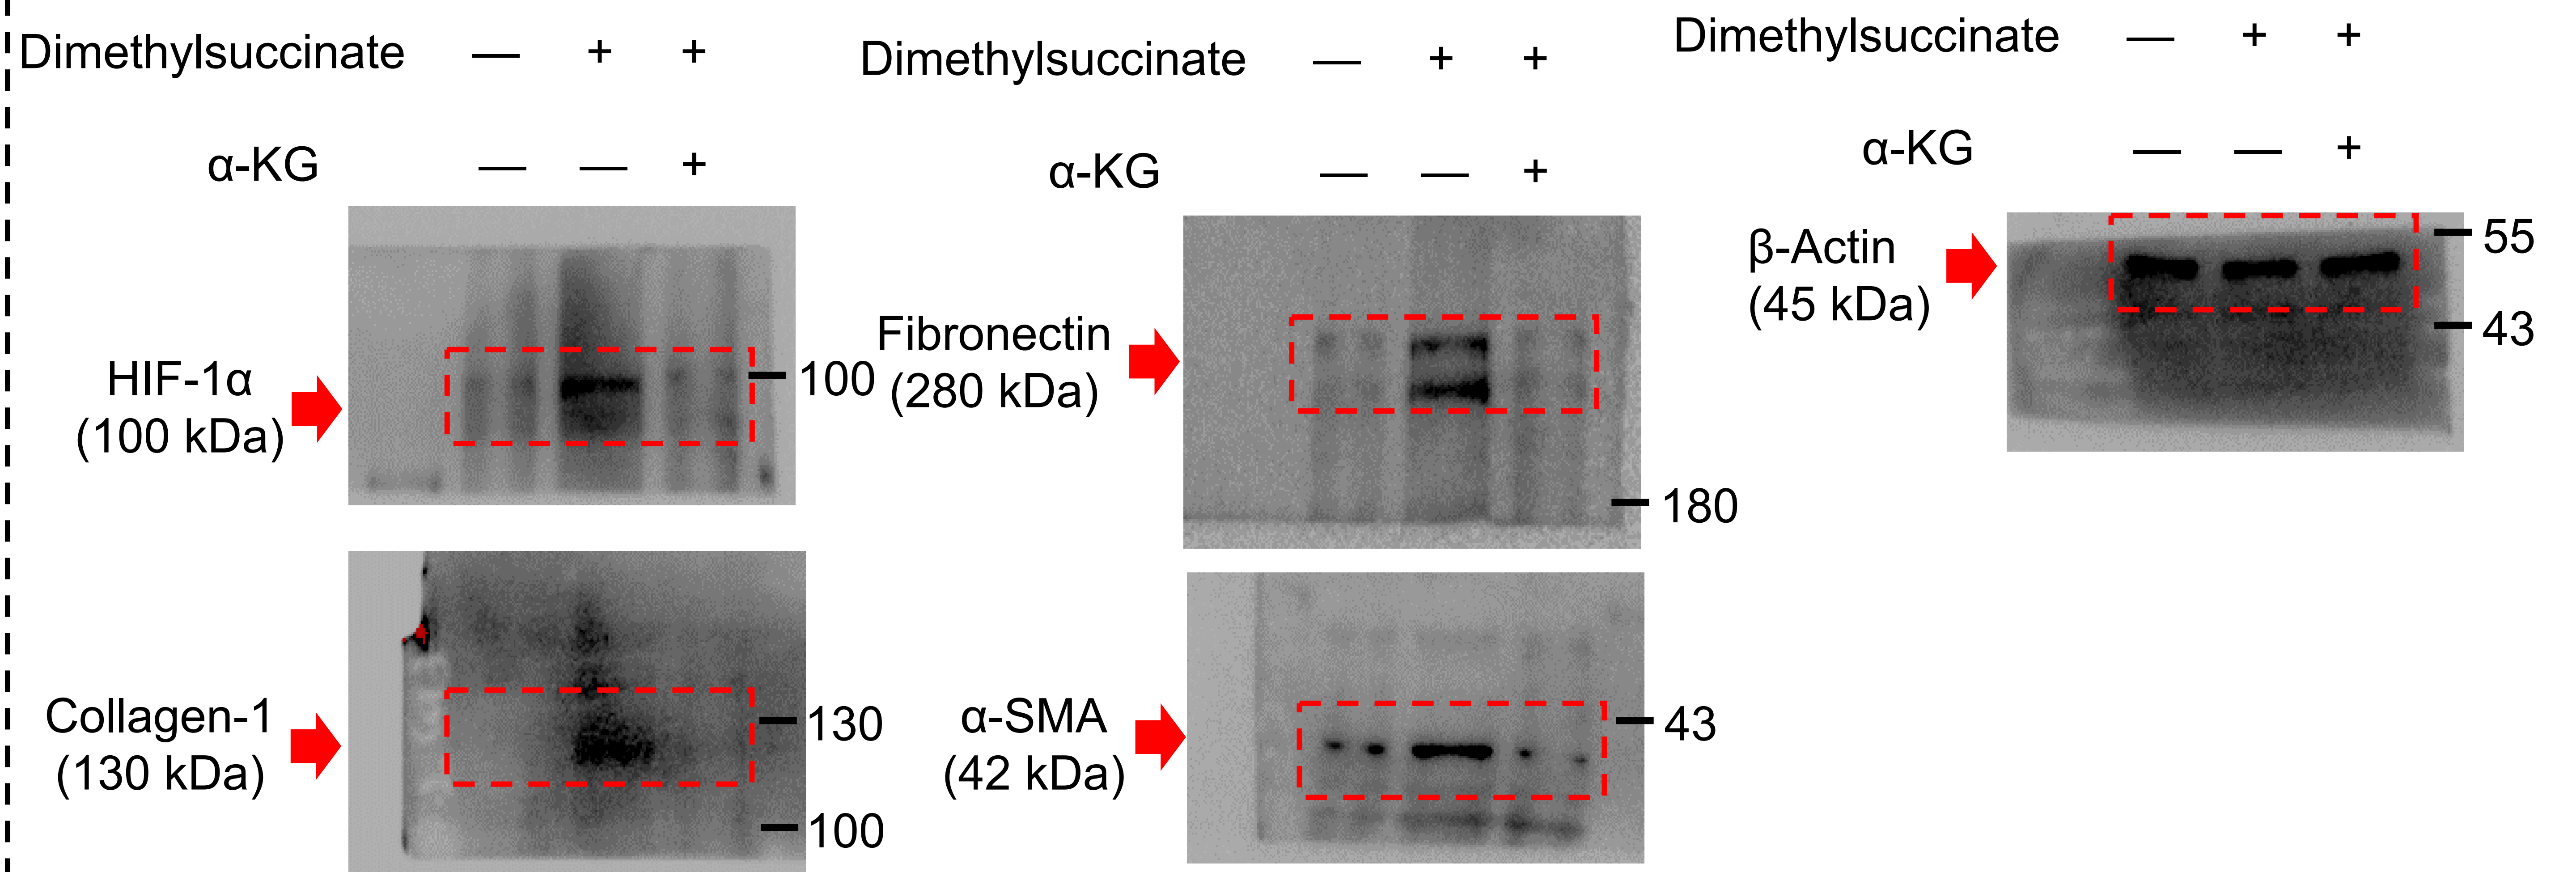 Dimethylsuccinate — + +
α-KG — — +
HIF-1α
(100 kDa)
100
Collagen-1
(130 kDa)
130
100
Dimethylsuccinate — + +
α-KG — — +
Fibronectin
(280 kDa)
180
α-SMA
(42 kDa)
43
Dimethylsuccinate — + +
α-KG — — +
β-Actin
(45 kDa)
55
43